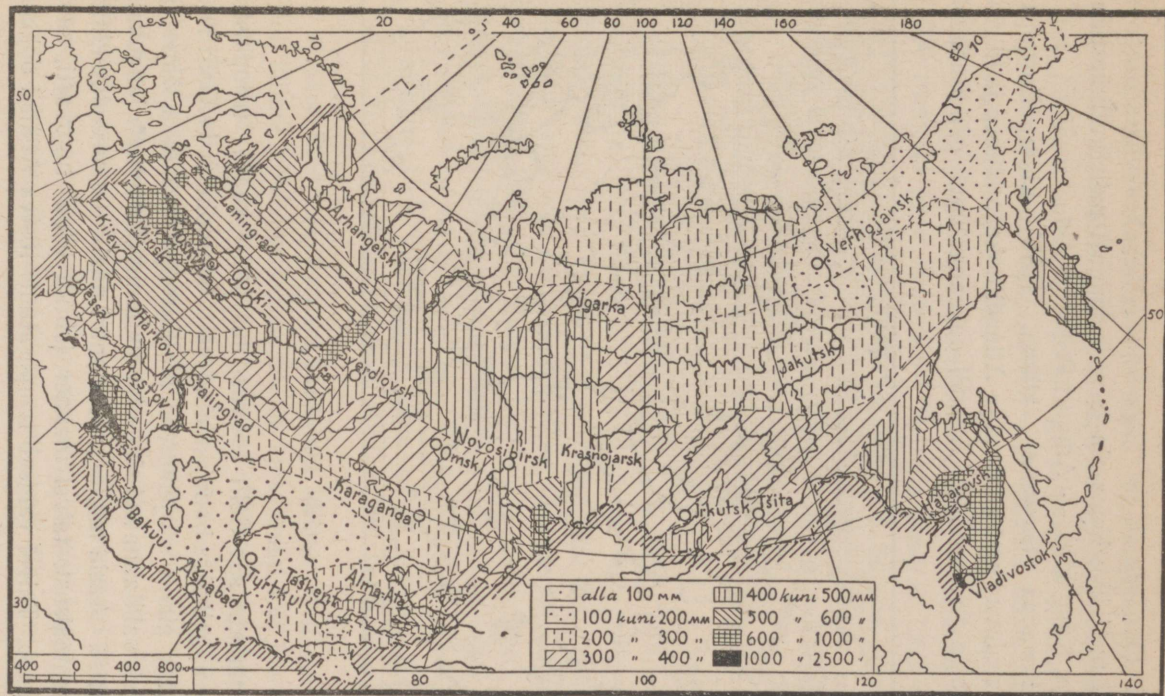 20 40 60 80 100 120 140 160 180
70 70
50
50
30
Leningrad
Arhangelsk
Minsk
Moskva
Kiiev
Gorki
Odessa
Harkov
Rostov
Stalingrad
Ufa
Sverdlovsk
Igarka
Verhojansk
Jakutsk
Omsk
Novosibirsk
Krasnojarsk
Karaganda
Irkutsk
Tšita
Habarovsk
Vladivostok
Bakuu
Ashabad
Turtkul
Taškent
Alma-Ata
alla 100 мм
100 kuni 200 мм
200 " 300 "
300 " 400 "
400 kuni 500 мм
500 " 600 "
600 " 1000 "
1000 " 2500 "
400 0 400 800
80 100 120 140